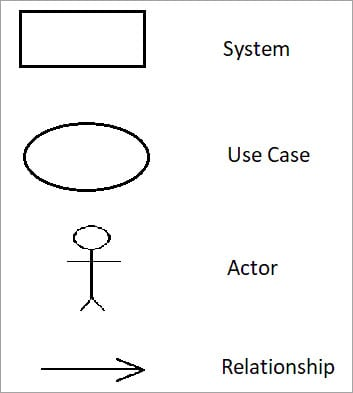 System
Use Case
Actor
Relationship